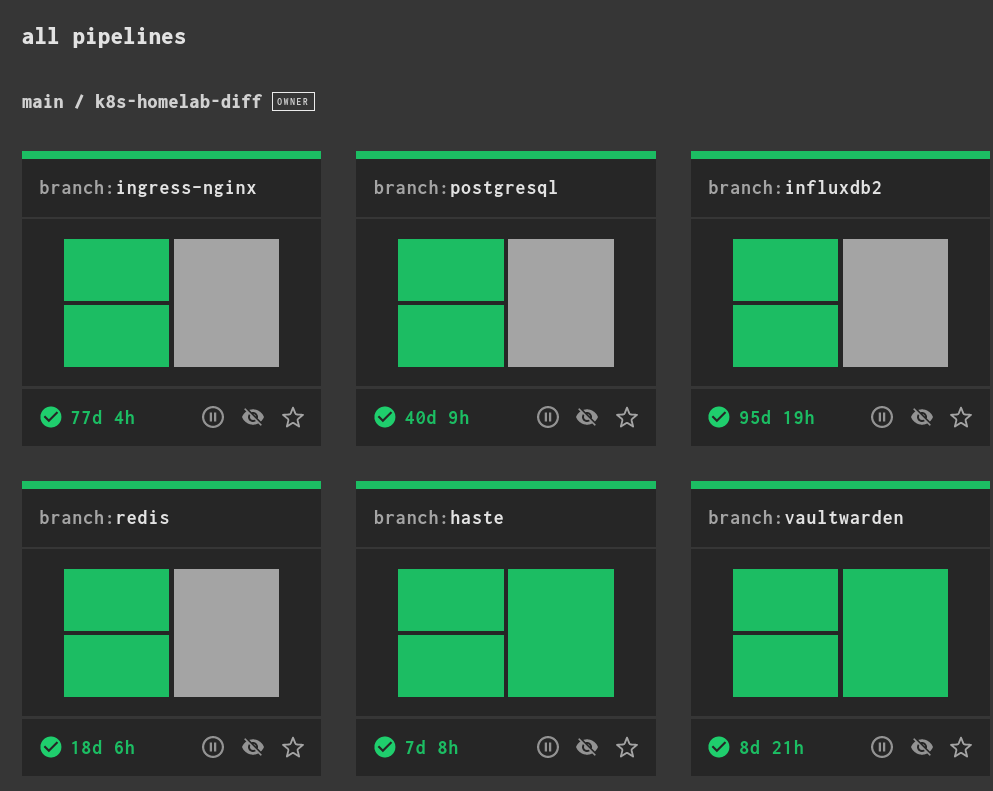 all pipelines
main / k8s-homelab-diff OWNER
branch:ingress-nginx
branch:postgresql
branch:influxdb2
77d 4h
40d 9h
95d 19h
branch:redis
branch:haste
branch:vaultwarden
18d 6h
7d 8h
8d 21h